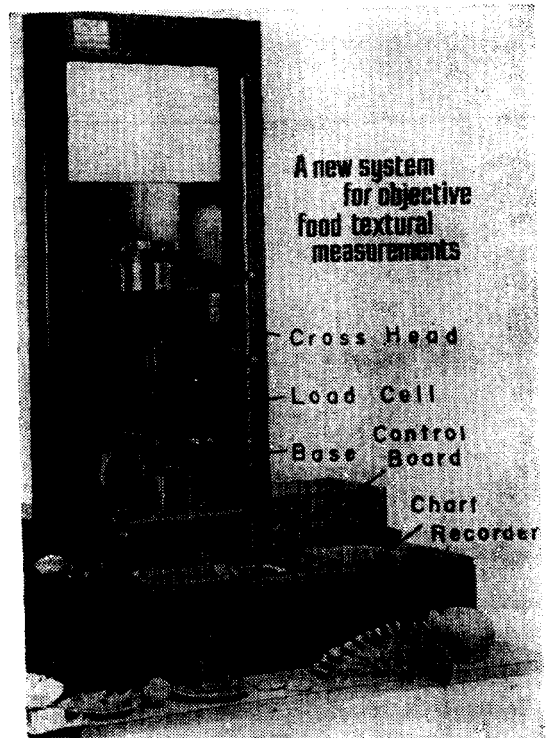 A new system
for objective
food textural
measurements
Cross Head
Load Cell
Base
Control
Board
Chart
Recorder